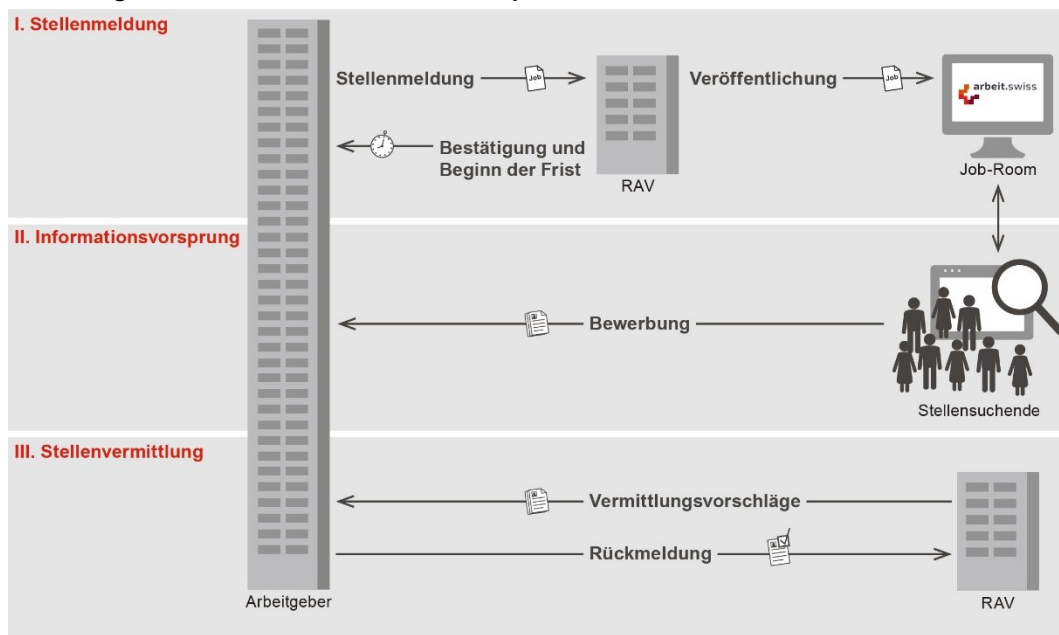 I. Stellenmeldung
Stellenmeldung
Job
Veröffentlichung
Job
arbeit.swiss
Bestätigung und
Beginn der Frist
RAV
Job-Room
II. Informationsvorsprung
Bewerbung
Stellensuchende
III. Stellenvermittlung
Vermittlungsvorschläge
Rückmeldung
Arbeitgeber
RAV